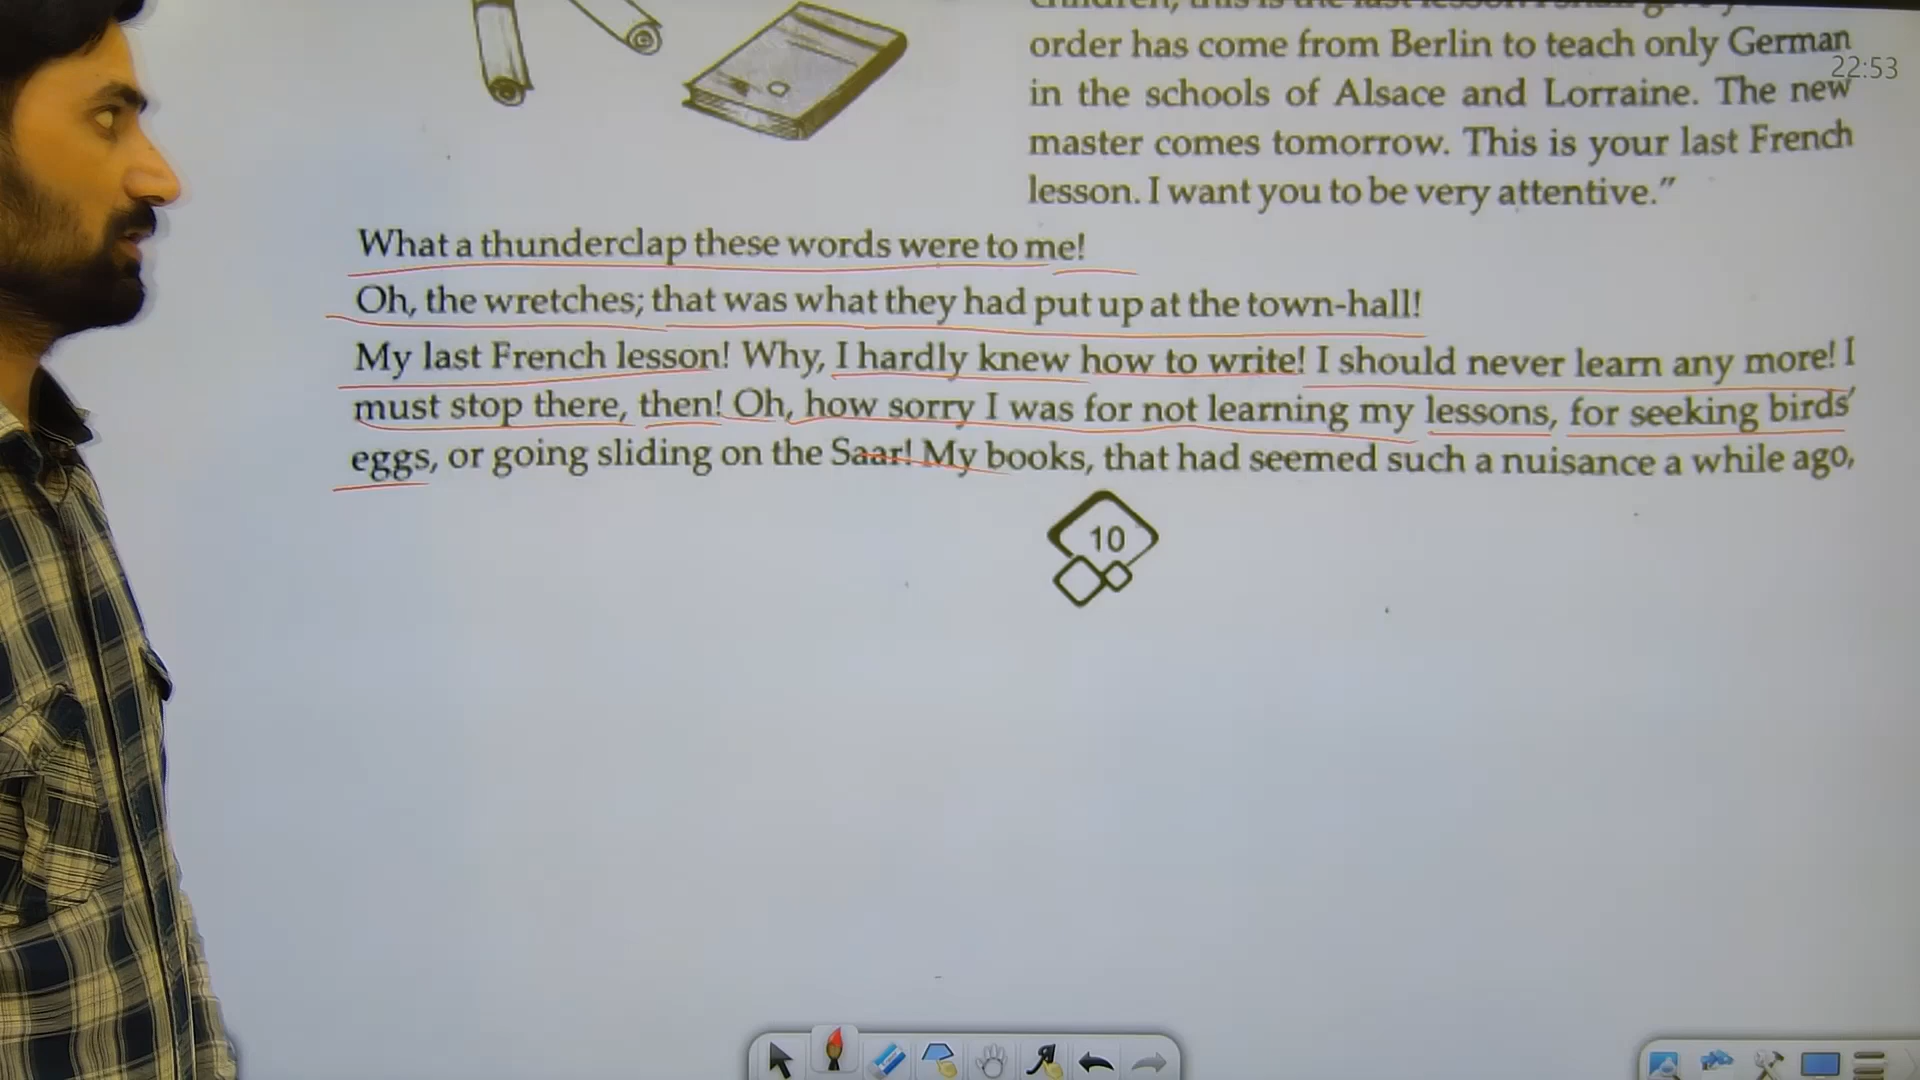 order has come from Berlin to teach only German
22:53
in the schools of Alsace and Lorraine. The new
master comes tomorrow. This is your last French
lesson. I want you to be very attentive."
What a thunderclap these words were to me!
Oh, the wretches; that was what they had put up at the town-hall!
My last French lesson! Why, I hardly knew how to write! I should never learn any more! I
must stop there, then! Oh, how sorry I was for not learning my lessons, for seeking birds'
eggs, or going sliding on the Saar! My books, that had seemed such a nuisance a while ago,
10